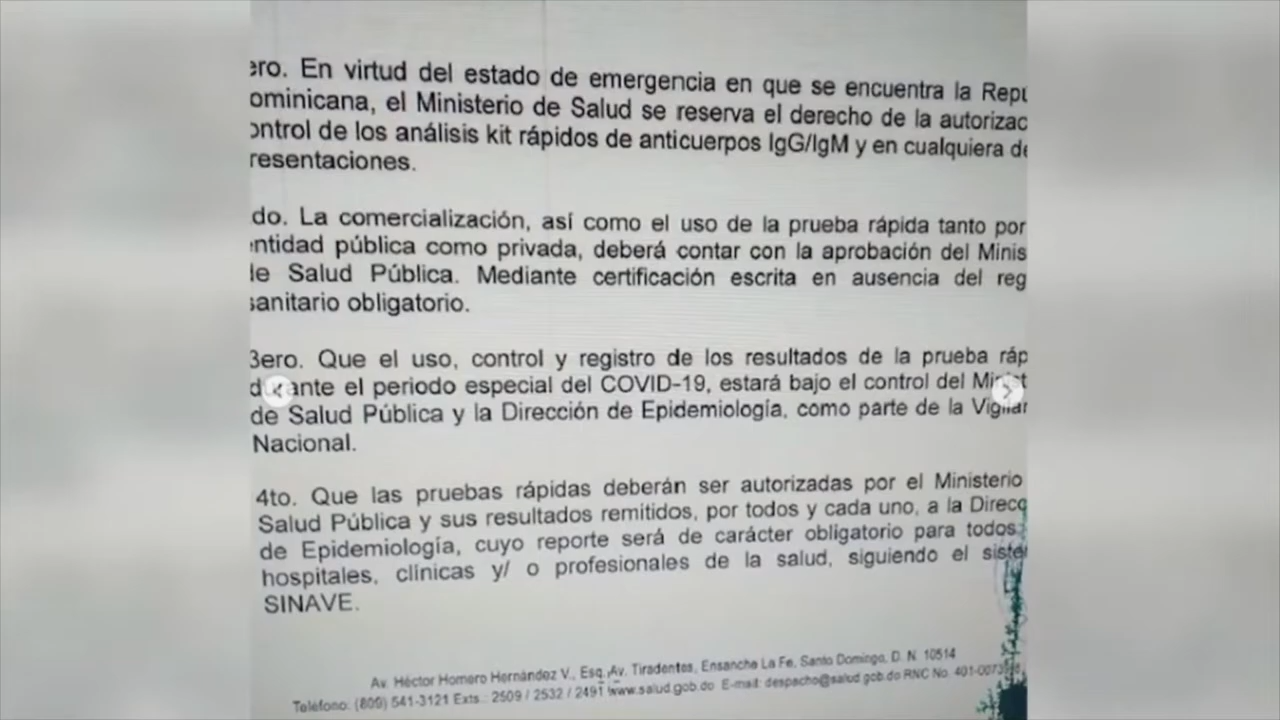 ero. En virtud del estado de emergencia en que se encuentra la Repu
ominicana, el Ministerio de Salud se reserva el derecho de la autorizac
ontrol de los análisis kit rápidos de anticuerpos IgG/IgM y en cualquiera de
resentaciones.
do. La comercialización, así como el uso de la prueba rápida tanto por
entidad pública como privada, deberá contar con la aprobación del Minis
de Salud Pública. Mediante certificación escrita en ausencia del reg
sanitario obligatorio.
3ero. Que el uso, control y registro de los resultados de la prueba ráp
durante el periodo especial del COVID-19, estará bajo el control del Minist
de Salud Pública y la Dirección de Epidemiología, como parte de la Vigilan
Nacional.
4to. Que las pruebas rápidas deberán ser autorizadas por el Ministerio
Salud Pública y sus resultados remitidos, por todos y cada uno, a la Direcc
de Epidemiología, cuyo reporte será de carácter obligatorio para todos
hospitales, clínicas y/ o profesionales de la salud, siguiendo el sistem
SINAVE.
Av. Héctor Homero Hernández V., Esq. Av. Tiradentes, Ensanche La Fe, Santo Domingo, D. N. 10514
Teléfono: (809) 541-3121 Exts.: 2509 / 2532 / 2491 www.salud.gob.do E-mail: despacho@salud.gob.do RNC No. 401-0073